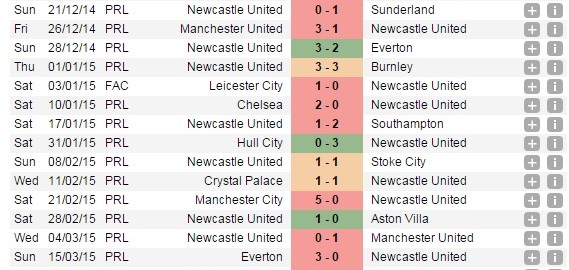 Sun 21/12/14 PRL Newcastle United 0 - 1 Sunderland
Fri 26/12/14 PRL Manchester United 3 - 1 Newcastle United
Sun 28/12/14 PRL Newcastle United 3 - 2 Everton
Thu 01/01/15 PRL Newcastle United 3 - 3 Burnley
Sat 03/01/15 FAC Leicester City 1 - 0 Newcastle United
Sat 10/01/15 PRL Chelsea 2 - 0 Newcastle United
Sat 17/01/15 PRL Newcastle United 1 - 2 Southampton
Sat 31/01/15 PRL Hull City 0 - 3 Newcastle United
Sun 08/02/15 PRL Newcastle United 1 - 1 Stoke City
Wed 11/02/15 PRL Crystal Palace 1 - 1 Newcastle United
Sat 21/02/15 PRL Manchester City 5 - 0 Newcastle United
Sat 28/02/15 PRL Newcastle United 1 - 0 Aston Villa
Wed 04/03/15 PRL Newcastle United 0 - 1 Manchester United
Sun 15/03/15 PRL Everton 3 - 0 Newcastle United